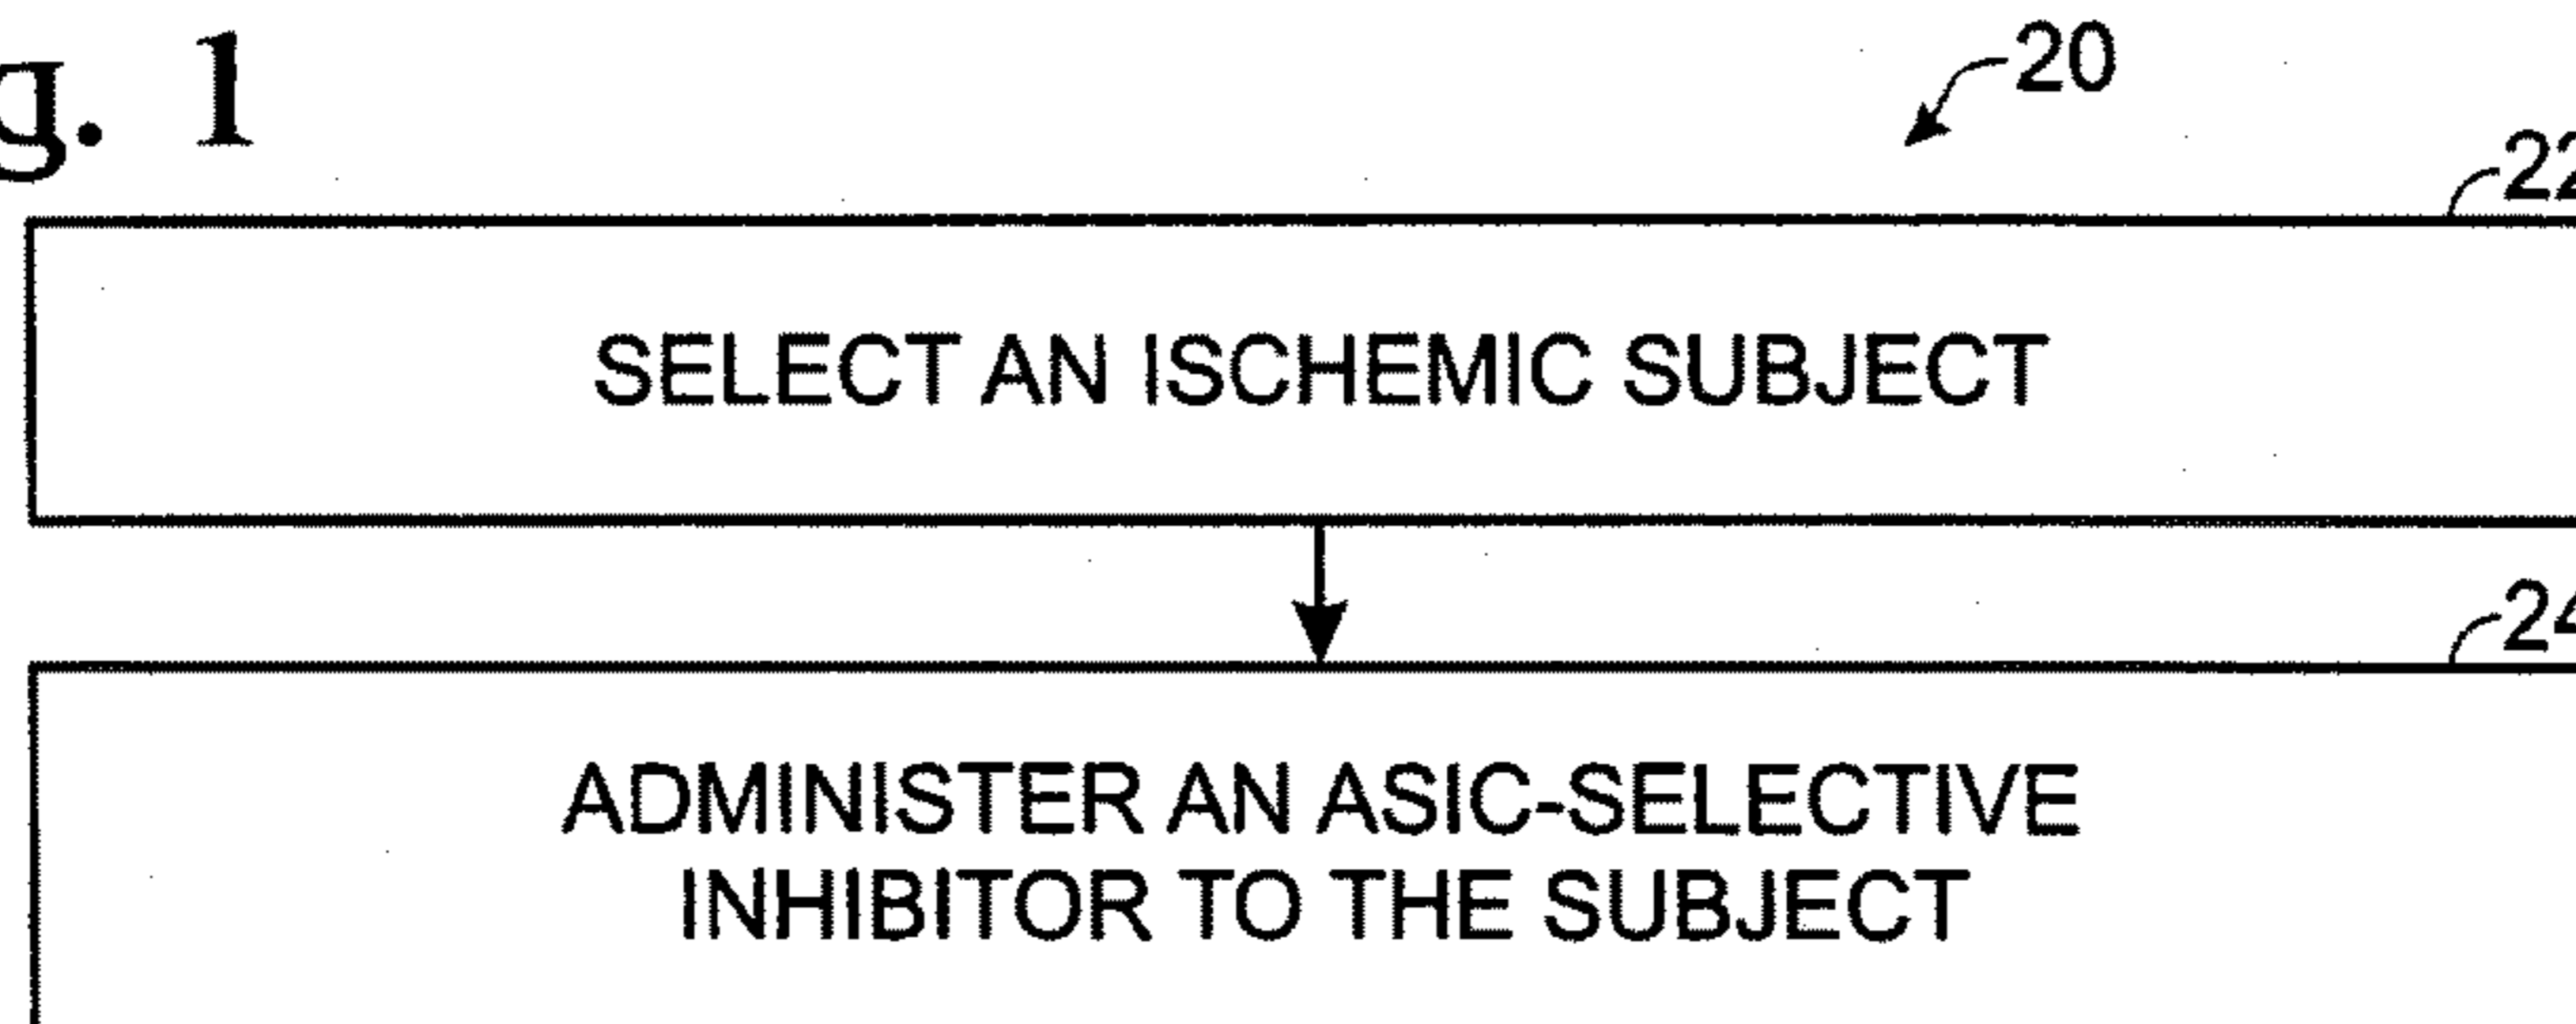 g. 1
20
22
SELECT AN ISCHEMIC SUBJECT
24
ADMINISTER AN ASIC-SELECTIVE
INHIBITOR TO THE SUBJECT